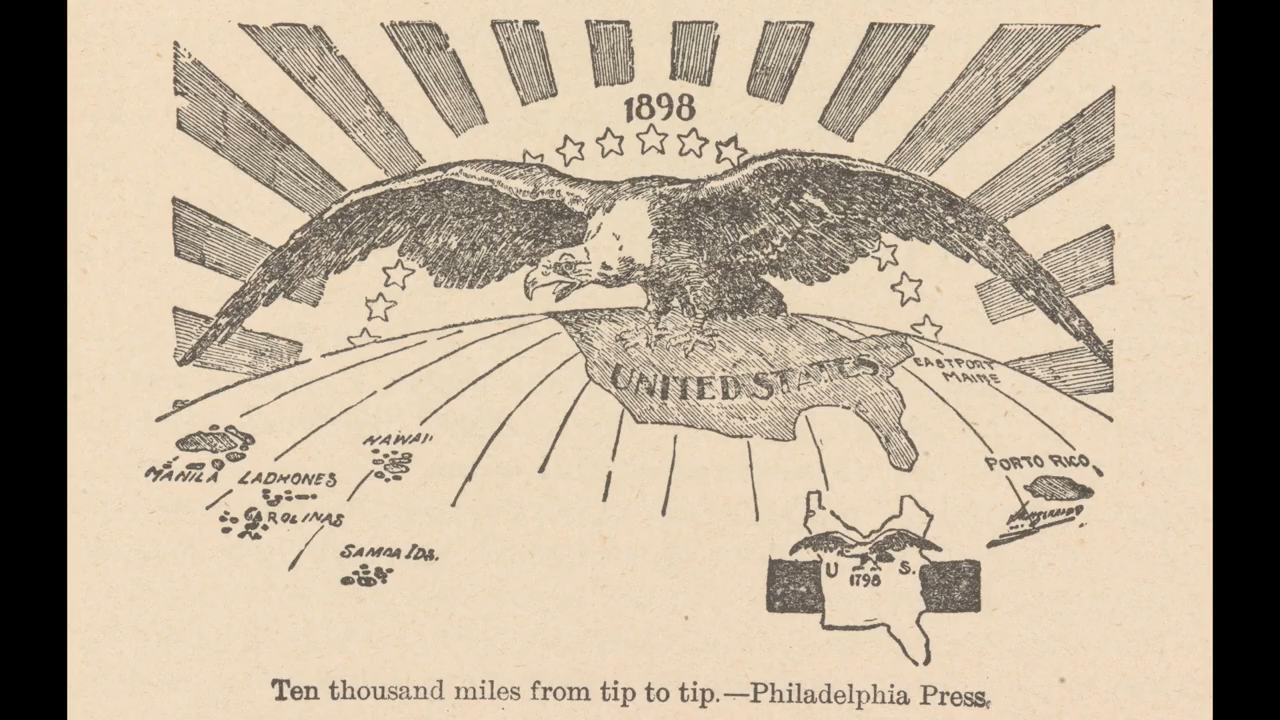 1898
UNITED STATES
EASTPORT
MAINE
HAWAII
MANILA
LADRONES
CAROLINAS
SAMOA IDS.
PORTO RICO
U S.
1798
Ten thousand miles from tip to tip.—Philadelphia Press.